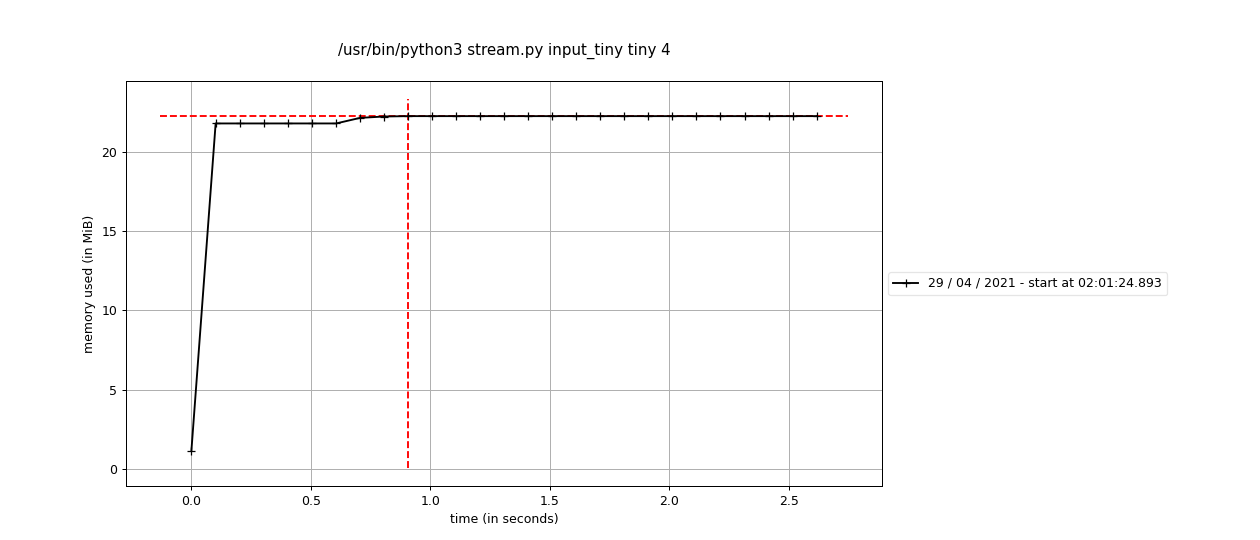 /usr/bin/python3 stream.py input_tiny tiny 4
memory used (in MiB)
20
15
10
5
0
0.0 0.5 1.0 1.5 2.0 2.5
time (in seconds)
29 / 04 / 2021 - start at 02:01:24.893